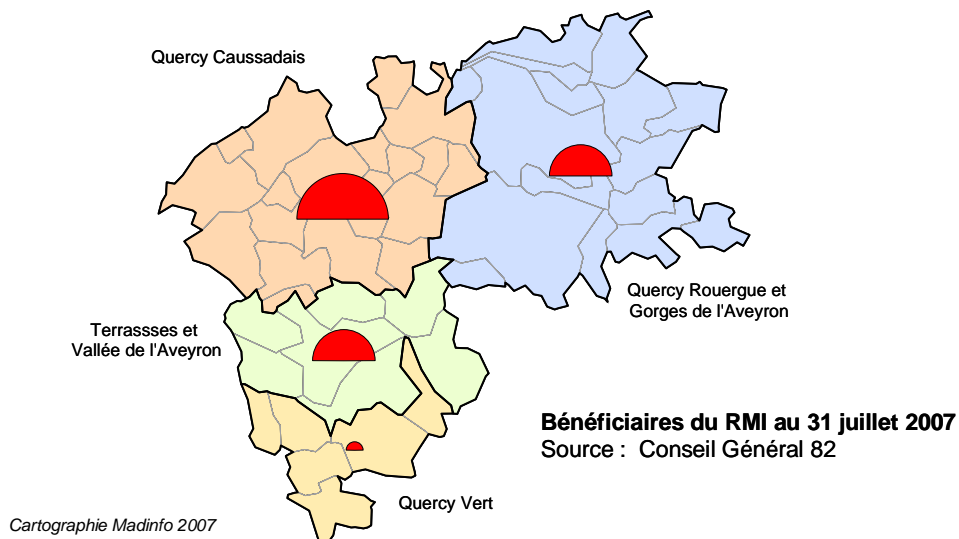 Quercy Caussadais
Quercy Rouergue et
Gorges de l'Aveyron
Terrassses et
Vallée de l'Aveyron
Bénéficiaires du RMI au 31 juillet 2007
Source : Conseil Général 82
Quercy Vert
Cartographie Madinfo 2007